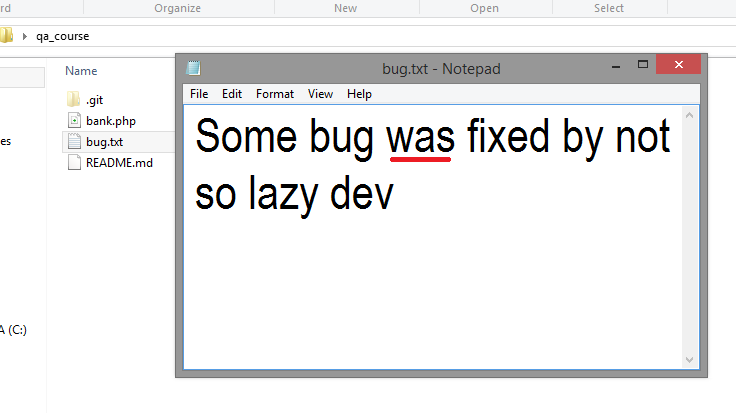 rd
Organize
New
Open
Select
qa_course
Name
es
.git
bank.php
bug.txt
README.md
A (C:)
bug.txt - Notepad
File Edit Format View Help
Some bug was fixed by not
so lazy dev